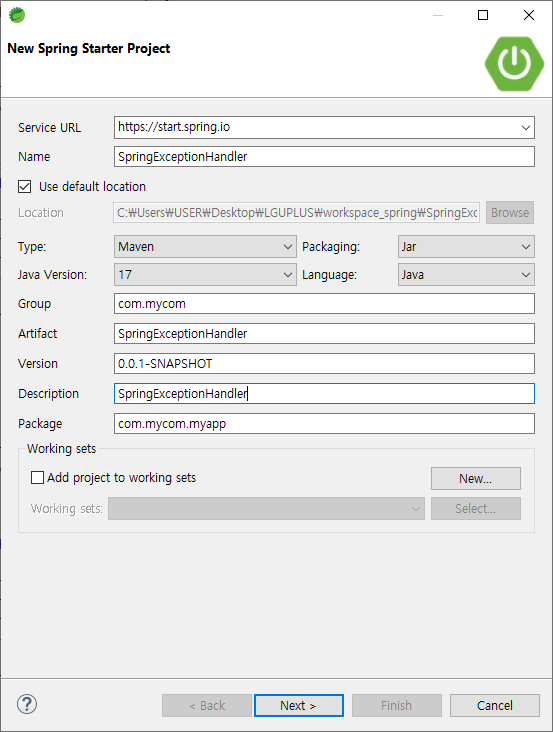 New Spring Starter Project
Service URL https://start.spring.io
Name SpringExceptionHandler
Use default location
Location C:₩Users₩USER₩Desktop₩LGUPLUS₩workspace_spring₩SpringExc Browse
Type: Maven Packaging: Jar
Java Version: 17 Language: Java
Group com.mycom
Artifact SpringExceptionHandler
Version 0.0.1-SNAPSHOT
Description SpringExceptionHandler
Package com.mycom.myapp
Working sets
Add project to working sets New...
Working sets: Select...
? < Back Next > Finish Cancel